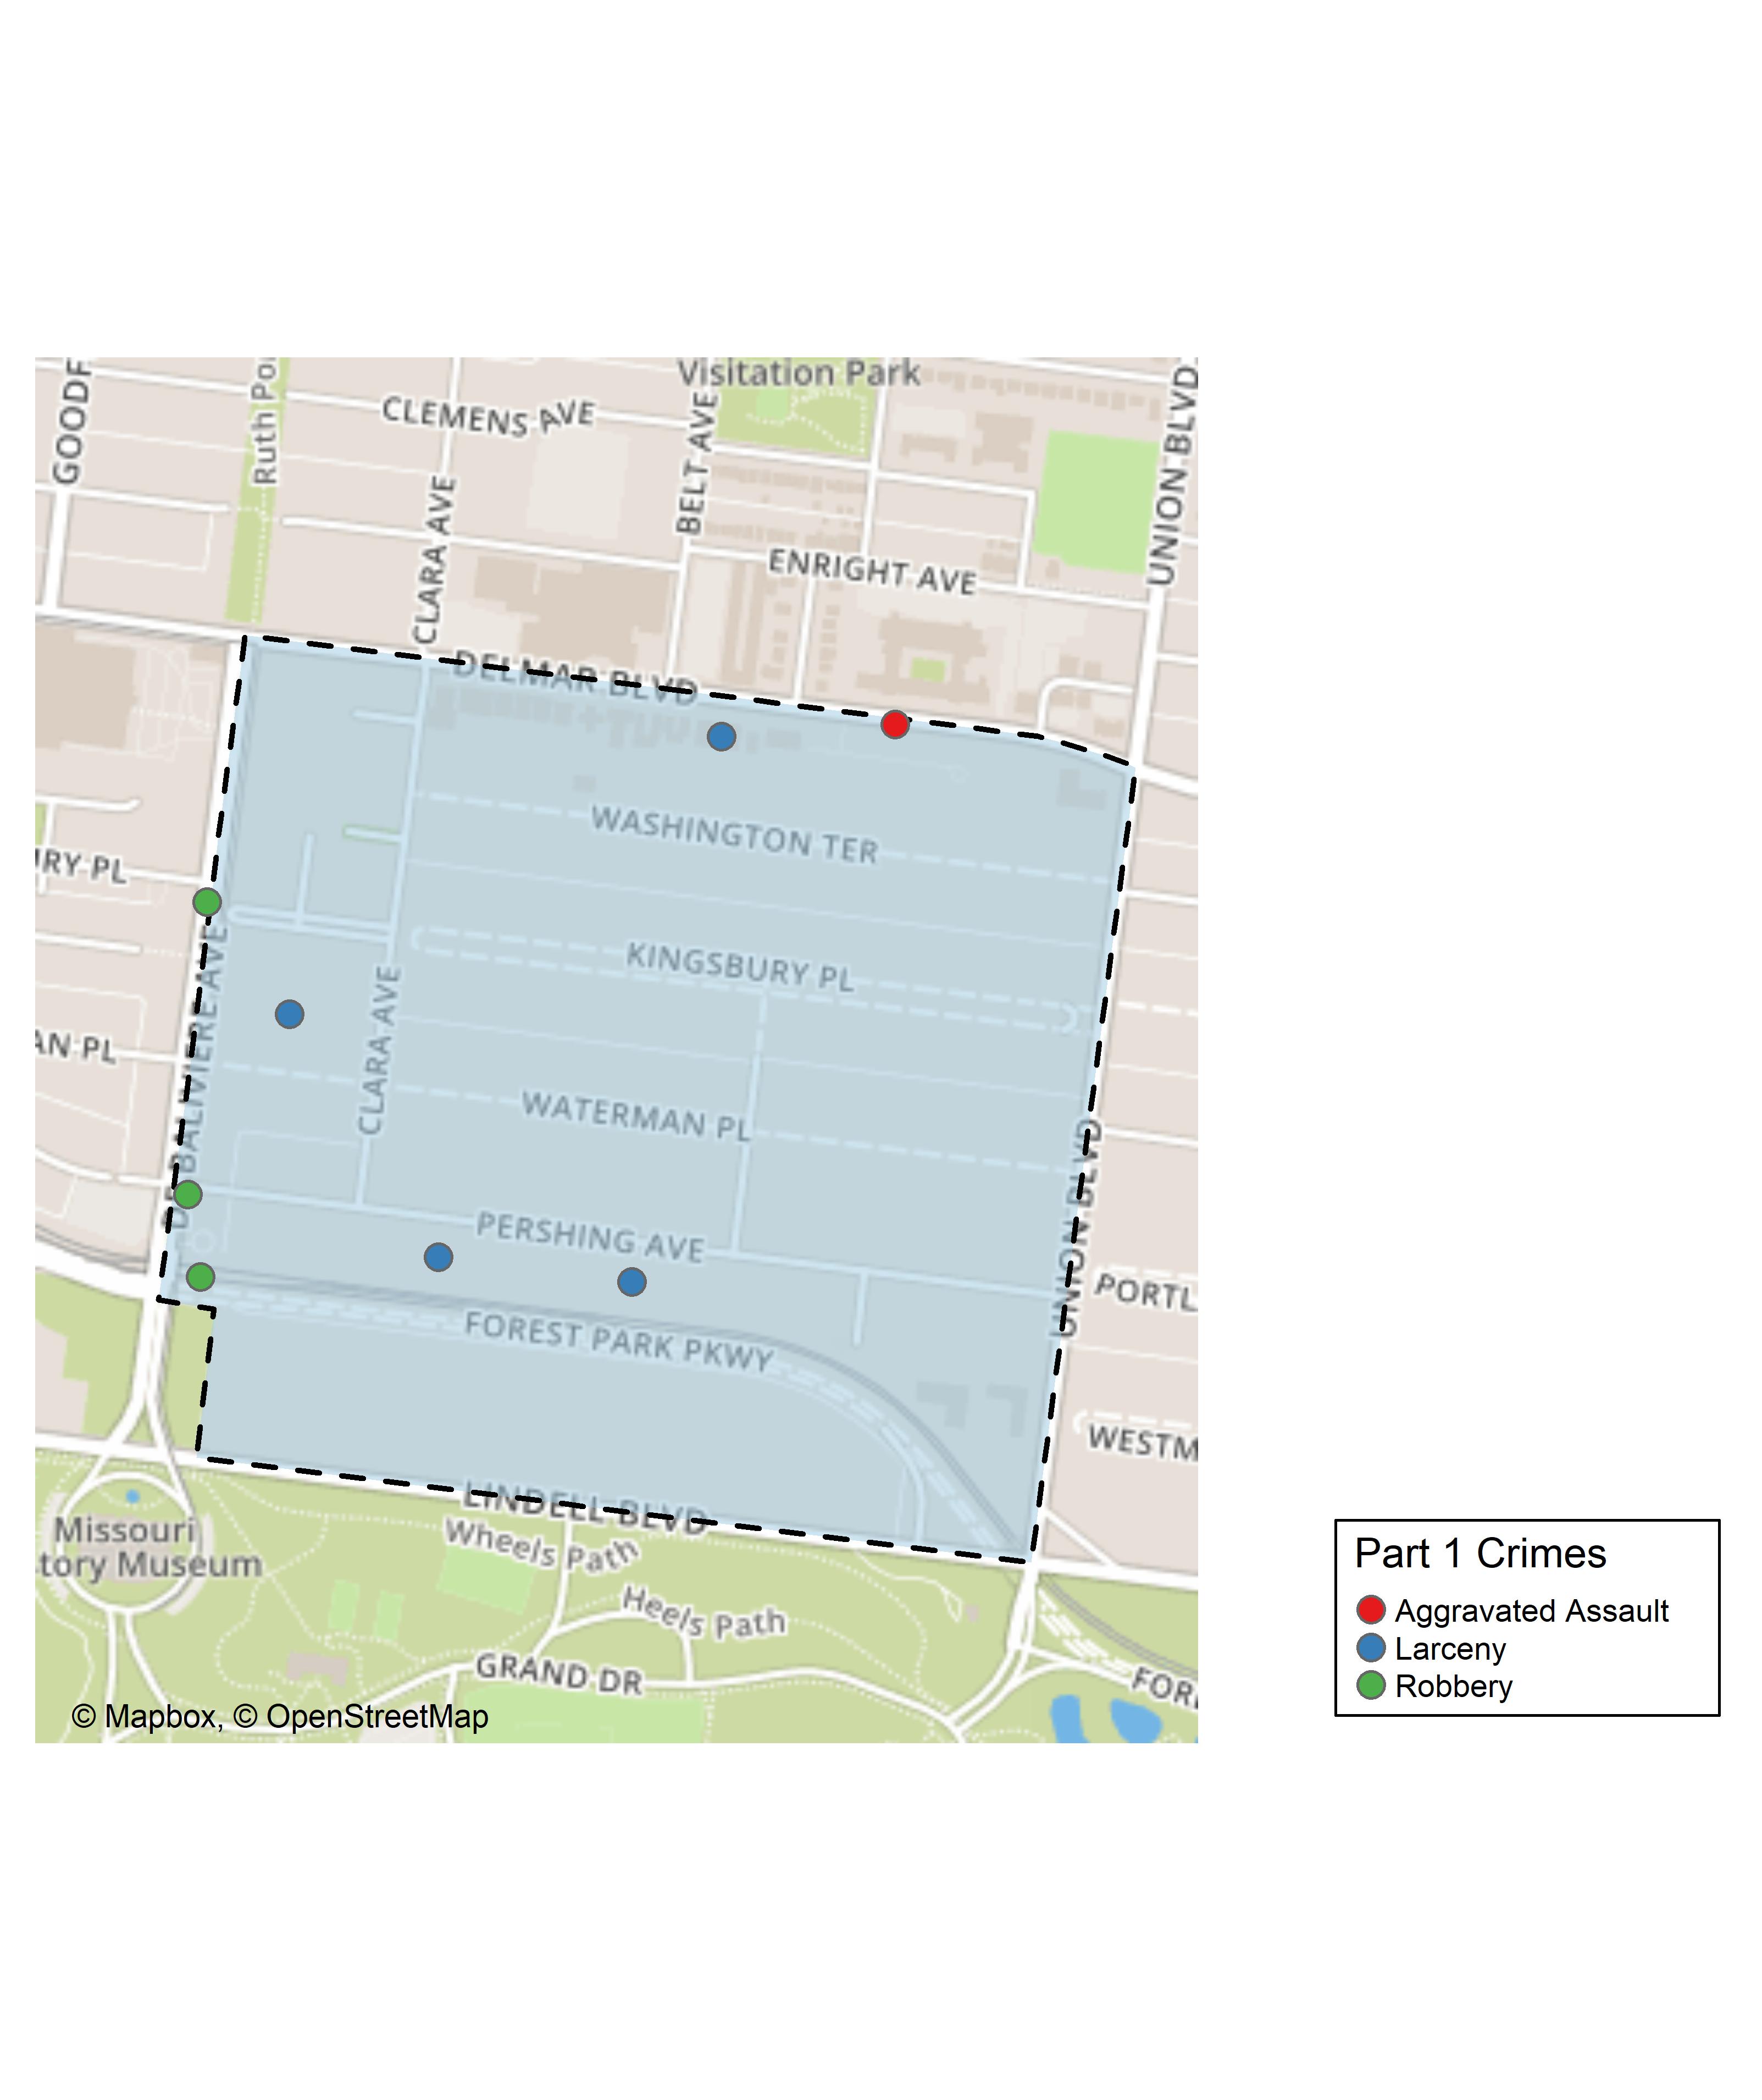 Visitation Park
GOODF
Ruth Po
CLEMENS AVE
BELT AVE
UNION BLVD
CLARA AVE
ENRIGHT AVE
DELMAR BLVD
WASHINGTON TER
RY PL
KINGSBURY PL
DEBALIVIERE AVE
CLARA AVE
AN PL
WATERMAN PL
UNION BLVD
PERSHING AVE
PORTL
FOREST PARK PKWY
WESTM
LINDELL BLVD
Wheels Path
Missouri
tory Museum
Heels Path
GRAND DR
FOR
© Mapbox, © OpenStreetMap
Part 1 Crimes
Aggravated Assault
Larceny
Robbery